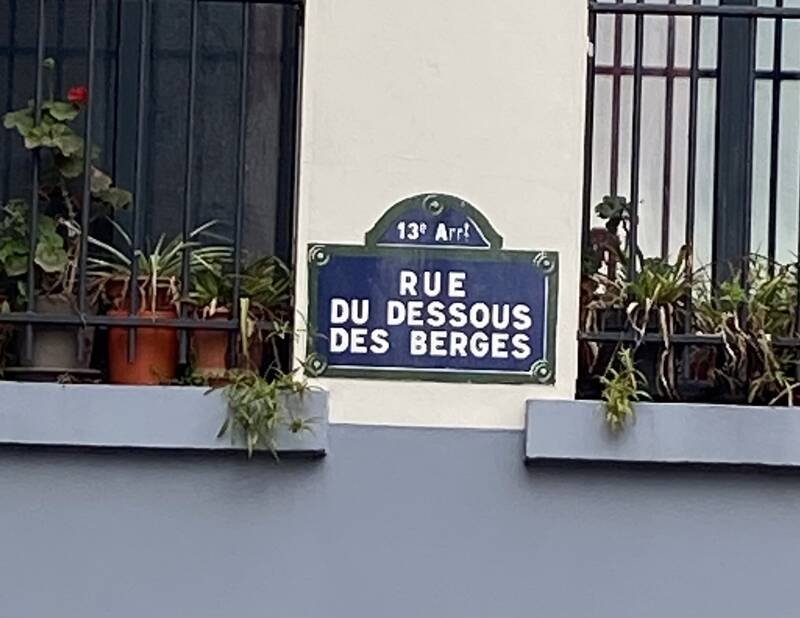 13e Arrt
RUE
DU DESSOUS
DES BERGES